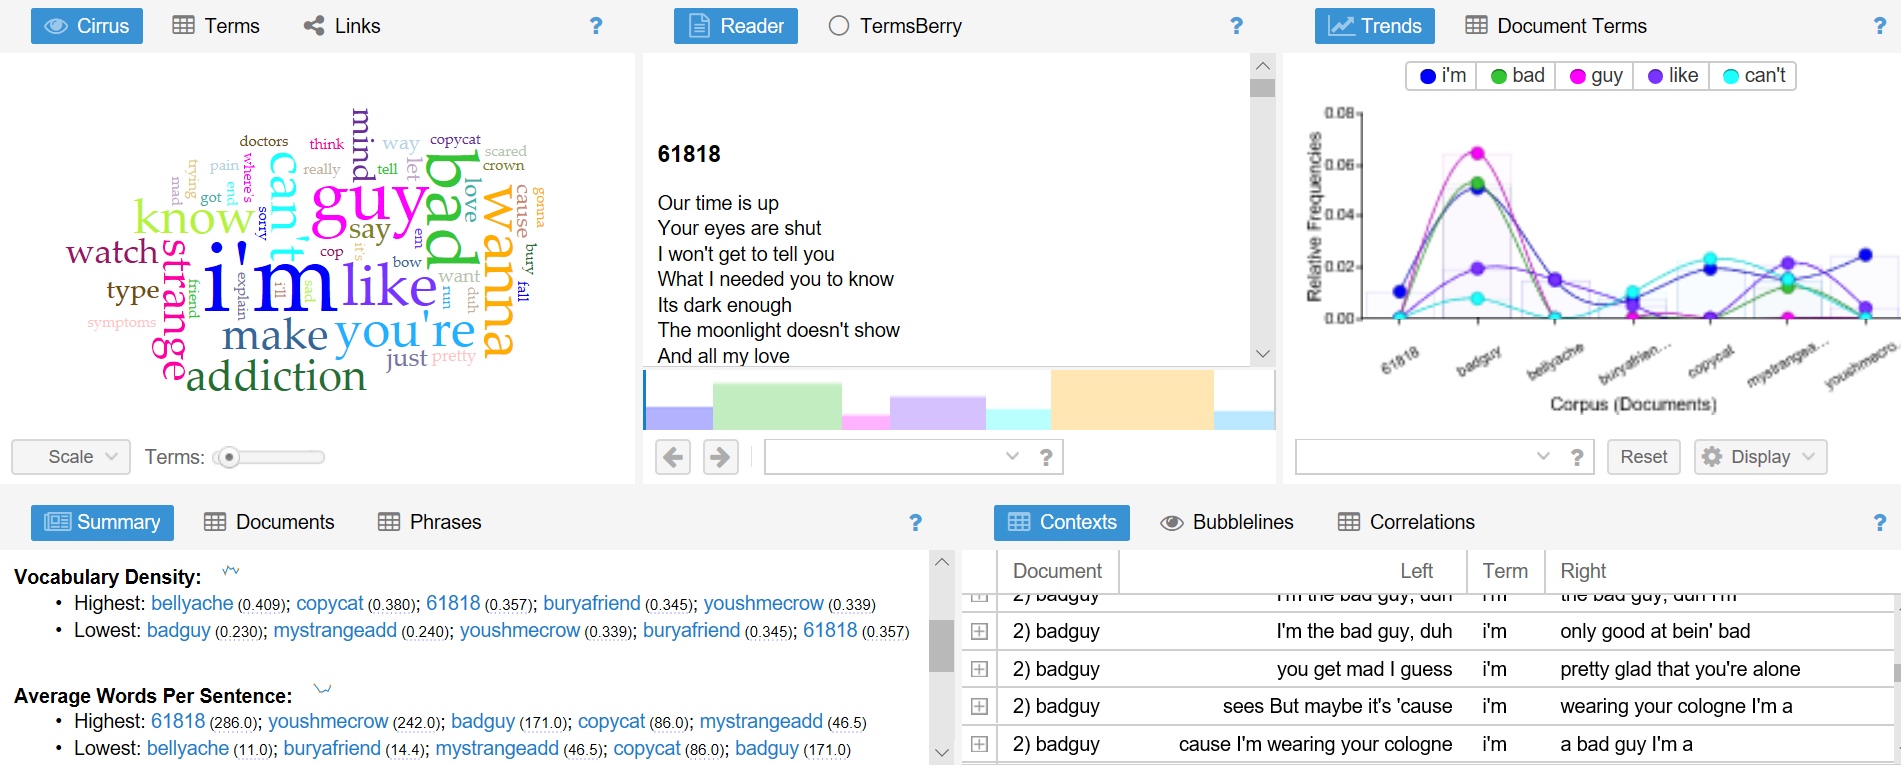 Cirrus Terms Links ?
doctors think mind way copycat scared
trying pain where's can't really tell let bad crown
mad got end guy love wanna cause gonna
know sorry say em
watch strange i'm cop it's bow bury
type friend explain i'll sad like want run duh fall
symptoms make you're
just pretty
addiction
Scale Terms:
Reader TermsBerry ?
61818
Our time is up
Your eyes are shut
I won't get to tell you
What I needed you to know
Its dark enough
The moonlight doesn't show
And all my love
?
Trends Document Terms ?
i'm bad guy like can't
Relative Frequencies
0.08
0.06
0.04
0.02
0.00
61818 badguy bellyache buryafrien... copycat mystrangea... youshmecro...
Corpus (Documents)
? Reset Display
Summary Documents Phrases ?
Vocabulary Density:
• Highest: bellyache (0.409); copycat (0.380); 61818 (0.357); buryafriend (0.345); youshmecrow (0.339)
• Lowest: badguy (0.230); mystrangeadd (0.240); youshmecrow (0.339); buryafriend (0.345); 61818 (0.357)
Average Words Per Sentence:
• Highest: 61818 (286.0); youshmecrow (242.0); badguy (171.0); copycat (86.0); mystrangeadd (46.5)
• Lowest: bellyache (11.0); buryafriend (14.4); mystrangeadd (46.5); copycat (86.0); badguy (171.0)
Contexts Bubblelines Correlations ?
Document Left Term Right
2) badguy I'm the bad guy, duh i'm the bad guy, duh I'm
2) badguy I'm the bad guy, duh i'm only good at bein' bad
2) badguy you get mad I guess i'm pretty glad that you're alone
2) badguy sees But maybe it's 'cause i'm wearing your cologne I'm a
2) badguy cause I'm wearing your cologne i'm a bad guy I'm a